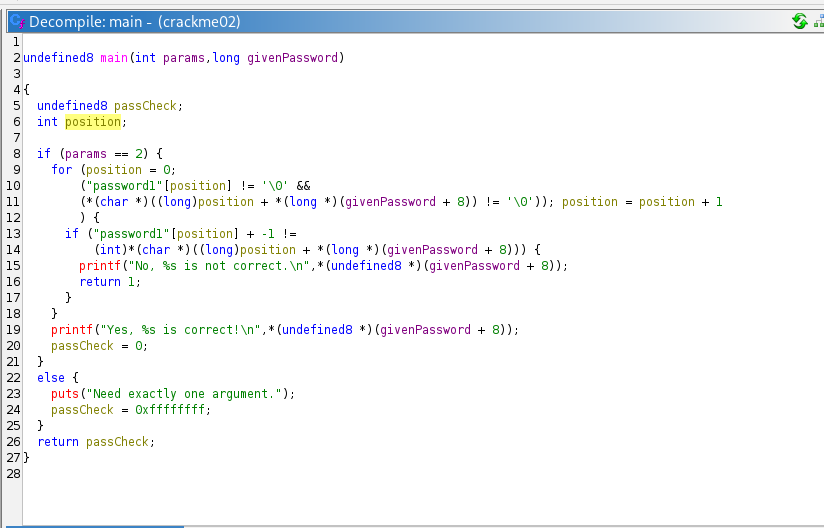 Decompile: main - (crackme02)
1
2 undefined8 main(int params,long givenPassword)
3
4 {
5   undefined8 passCheck;
6   int position;
7
8   if (params == 2) {
9     for (position = 0;
10         ("password1"[position] != '\0' &&
11         (*(char *)((long)position + *(long *)(givenPassword + 8)) != '\0')); position = position + 1
12         ) {
13       if ("password1"[position] + -1 !=
14           (int)*(char *)((long)position + *(long *)(givenPassword + 8))) {
15         printf("No, %s is not correct.\n",*(undefined8 *)(givenPassword + 8));
16         return 1;
17       }
18     }
19     printf("Yes, %s is correct!\n",*(undefined8 *)(givenPassword + 8));
20     passCheck = 0;
21   }
22   else {
23     puts("Need exactly one argument.");
24     passCheck = 0xffffffff;
25   }
26   return passCheck;
27 }
28